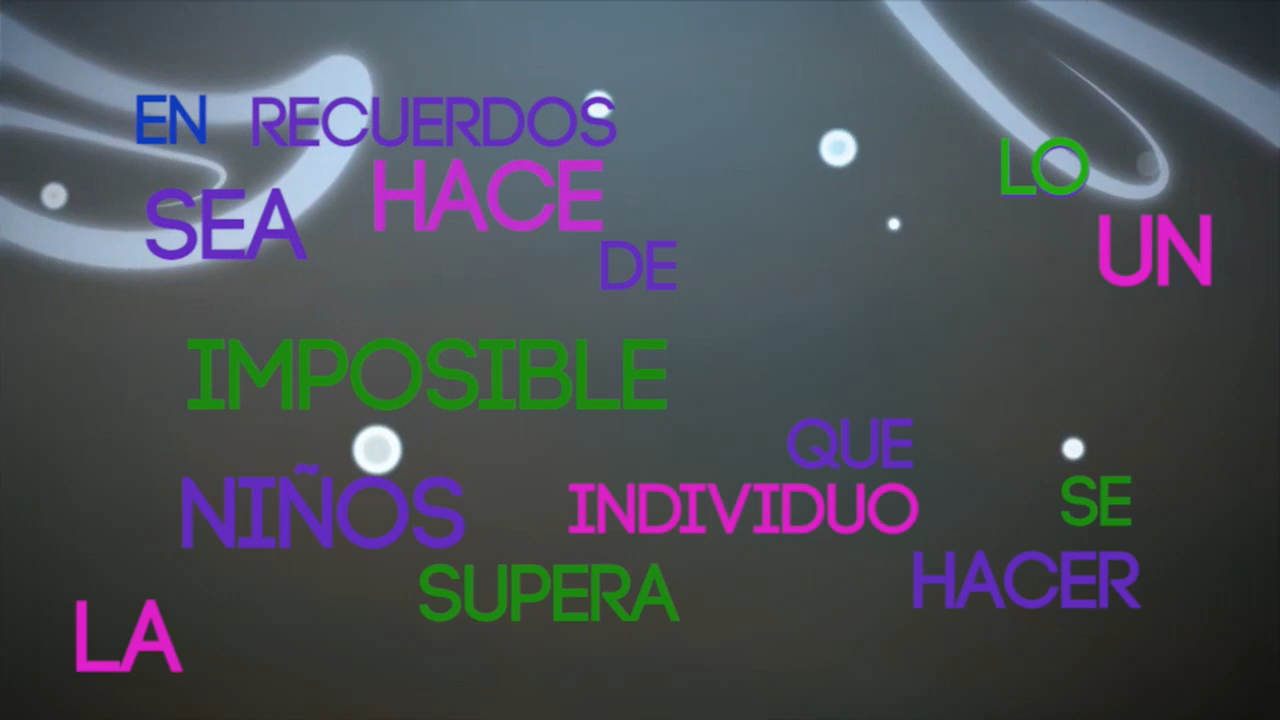 EN RECUERDOS
LO
SEA HACE
UN
DE
IMPOSIBLE
QUE
NIÑOS INDIVIDUO SE
SUPERA HACER
LA